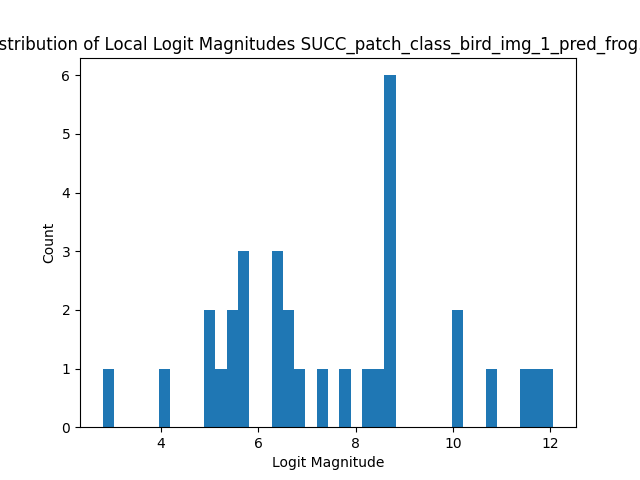 stribution of Local Logit Magnitudes SUCC_patch_class_bird_img_1_pred_frog
6
5
4
3
2
1
0
Count
4 6 8 10 12
Logit Magnitude